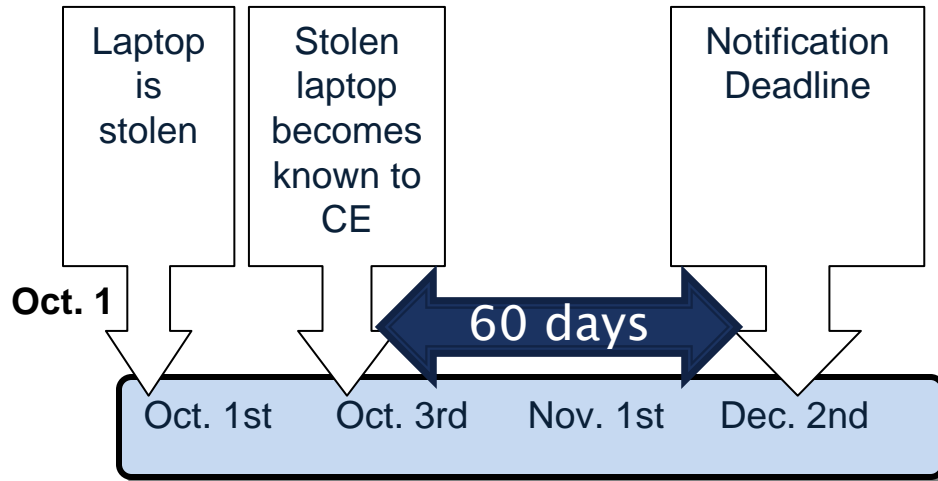 Laptop
is
stolen
Stolen
laptop
becomes
known to
CE
Notification
Deadline
Oct. 1
60 days
Oct. 1st Oct. 3rd Nov. 1st Dec. 2nd